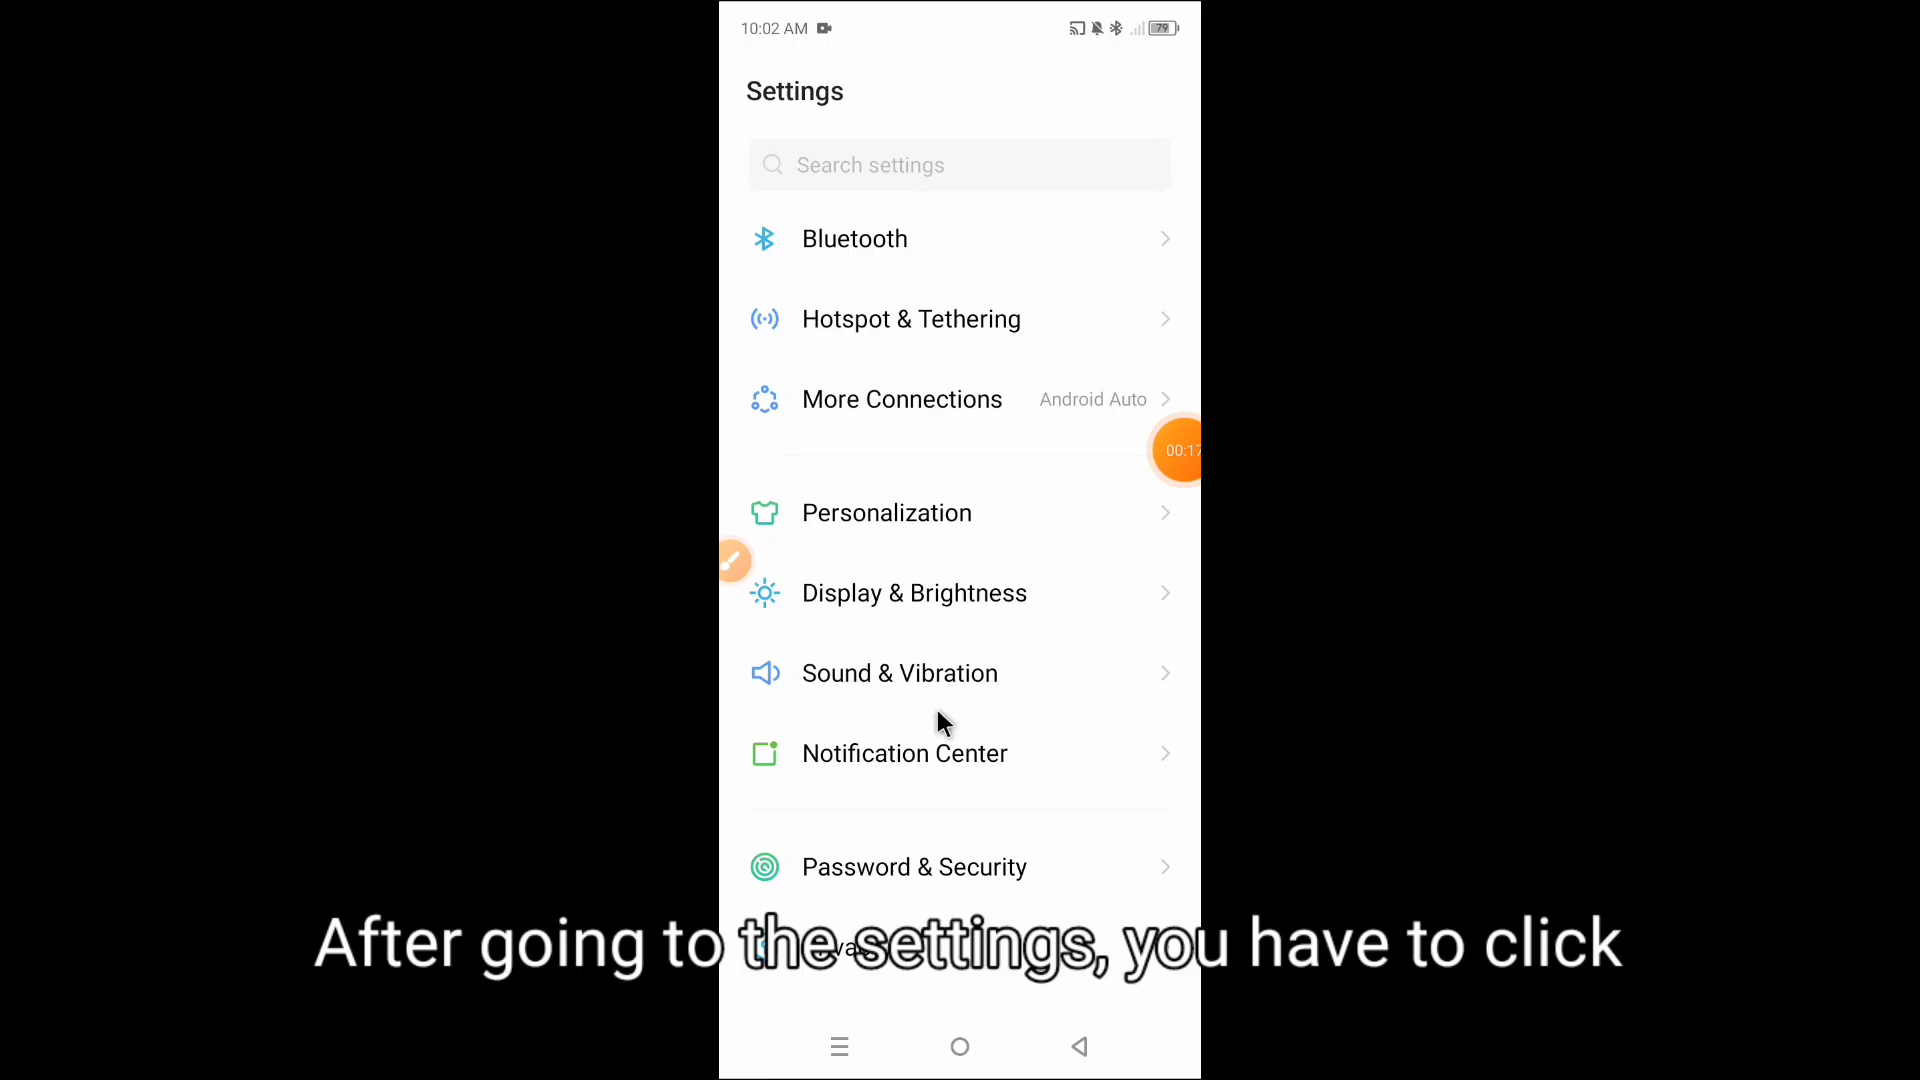 10:02 AM
79
Settings
Search settings
Bluetooth
Hotspot & Tethering
More Connections Android Auto
00:17
Personalization
Display & Brightness
Sound & Vibration
Notification Center
Password & Security
After going to the settings, you have to click